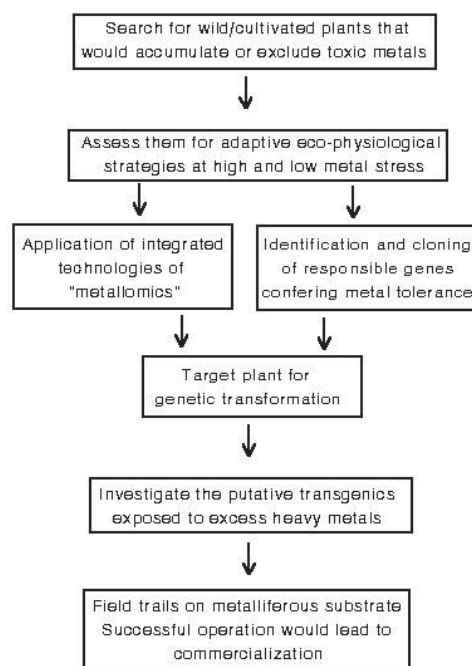 Search for wild/cultivated plants that
would accumulate or exclude toxic metals
Assess them for adaptive eco-physiological
strategies at high and low metal stress
Application of integrated
technologies of
"metallomics"
Identification and cloning
of responsible genes
confering metal tolerance
Target plant for
genetic transformation
Investigate the putative transgenics
exposed to excess heavy metals
Field trails on metalliferous substrate
Successful operation would lead to
commercialization